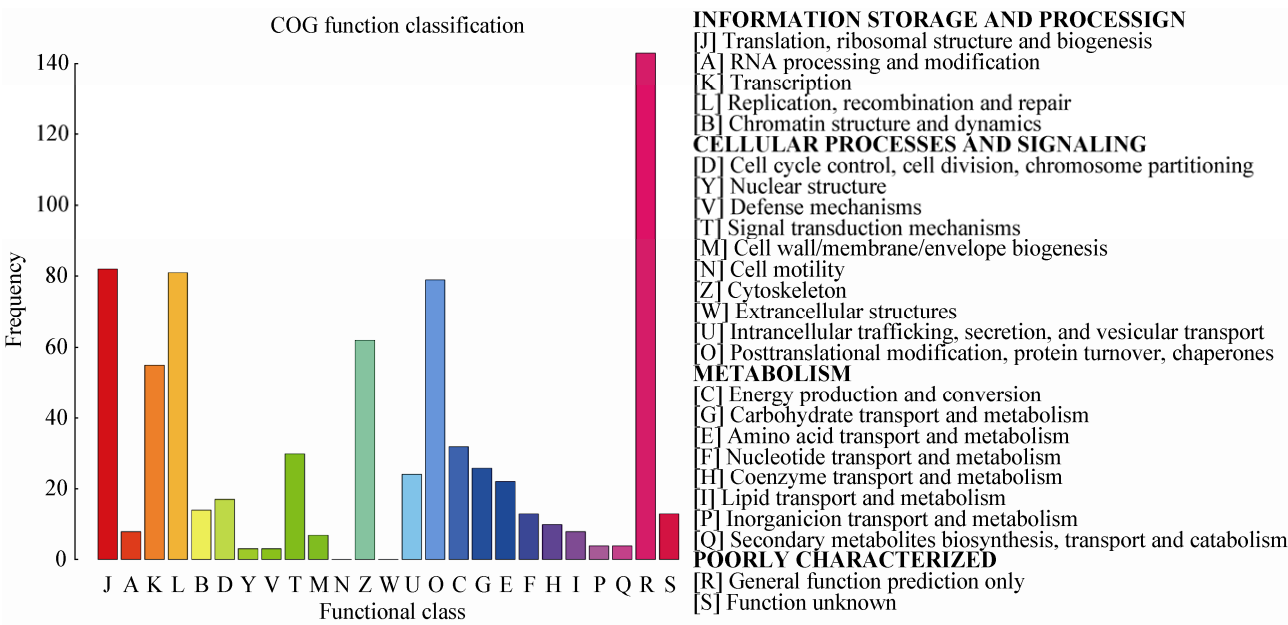 COG function classification
140
120
100
80
60
40
20
0
Frequency
J A K L B D Y V T M N Z W U O C G E F H I P Q R S
Functional class
INFORMATION STORAGE AND PROCESSIGN
[J] Translation, ribosomal structure and biogenesis
[A] RNA processing and modification
[K] Transcription
[L] Replication, recombination and repair
[B] Chromatin structure and dynamics
CELLULAR PROCESSES AND SIGNALING
[D] Cell cycle control, cell division, chromosome partitioning
[Y] Nuclear structure
[V] Defense mechanisms
[T] Signal transduction mechanisms
[M] Cell wall/membrane/envelope biogenesis
[N] Cell motility
[Z] Cytoskeleton
[W] Extrancellular structures
[U] Intrancellular trafficking, secretion, and vesicular transport
[O] Posttranslational modification, protein turnover, chaperones
METABOLISM
[C] Energy production and conversion
[G] Carbohydrate transport and metabolism
[E] Amino acid transport and metabolism
[F] Nucleotide transport and metabolism
[H] Coenzyme transport and metabolism
[I] Lipid transport and metabolism
[P] Inorganicion transport and metabolism
[Q] Secondary metabolites biosynthesis, transport and catabolism
POORLY CHARACTERIZED
[R] General function prediction only
[S] Function unknown